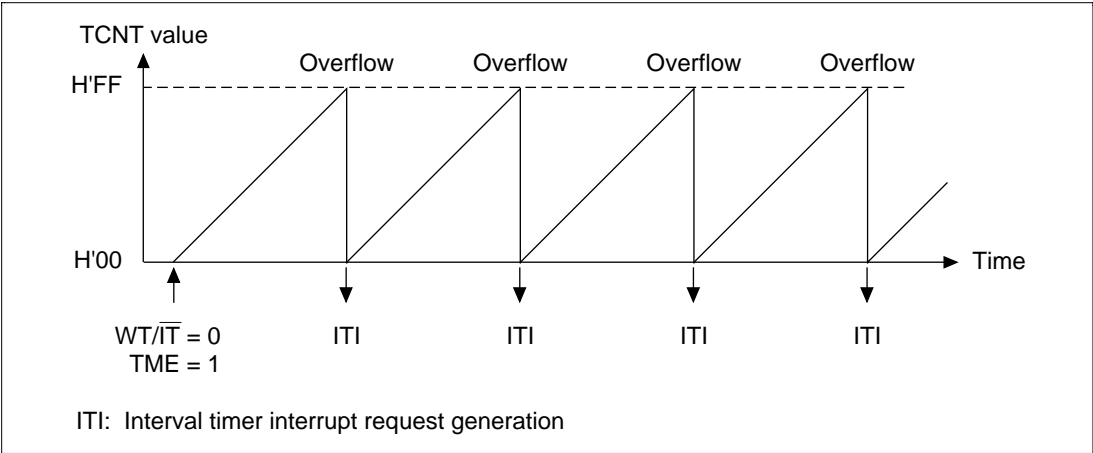 TCNT value
Overflow Overflow Overflow Overflow
H'FF
H'00
Time
WT/I̅T̅ = 0
TME = 1
ITI ITI ITI ITI
ITI: Interval timer interrupt request generation